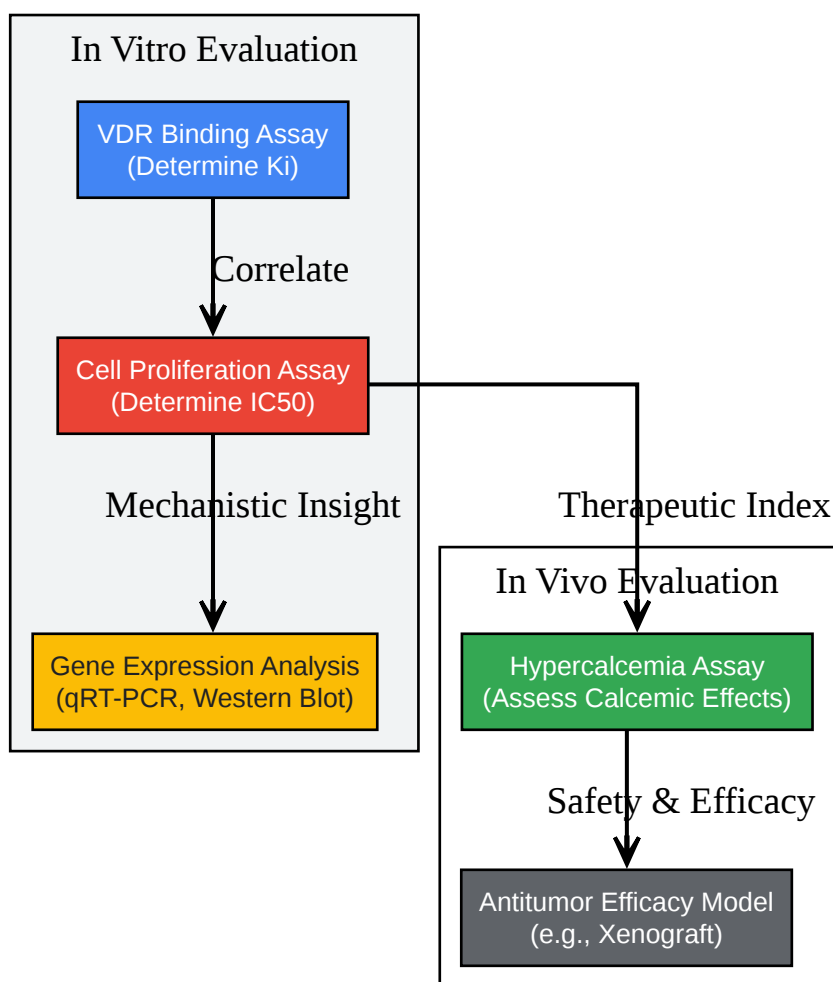 In Vitro Evaluation
VDR Binding Assay
(Determine Ki)
Correlate
Cell Proliferation Assay
(Determine IC50)
Mechanistic Insight
Therapeutic Index
In Vivo Evaluation
Gene Expression Analysis
(qRT-PCR, Western Blot)
Hypercalcemia Assay
(Assess Calcemic Effects)
Safety & Efficacy
Antitumor Efficacy Model
(e.g., Xenograft)